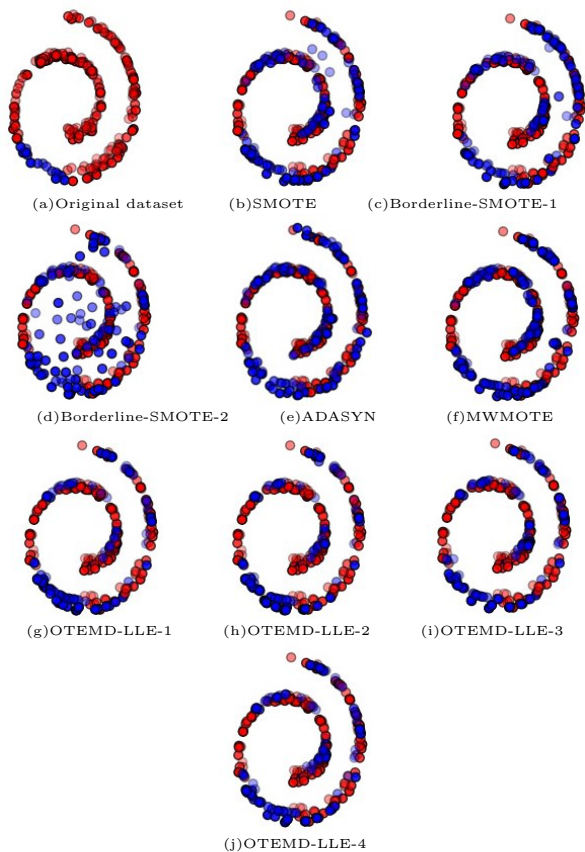 (a)Original dataset
(b)SMOTE
(c)Borderline-SMOTE-1
(d)Borderline-SMOTE-2
(e)ADASYN
(f)MWMOTE
(g)OTEMD-LLE-1
(h)OTEMD-LLE-2
(i)OTEMD-LLE-3
(j)OTEMD-LLE-4